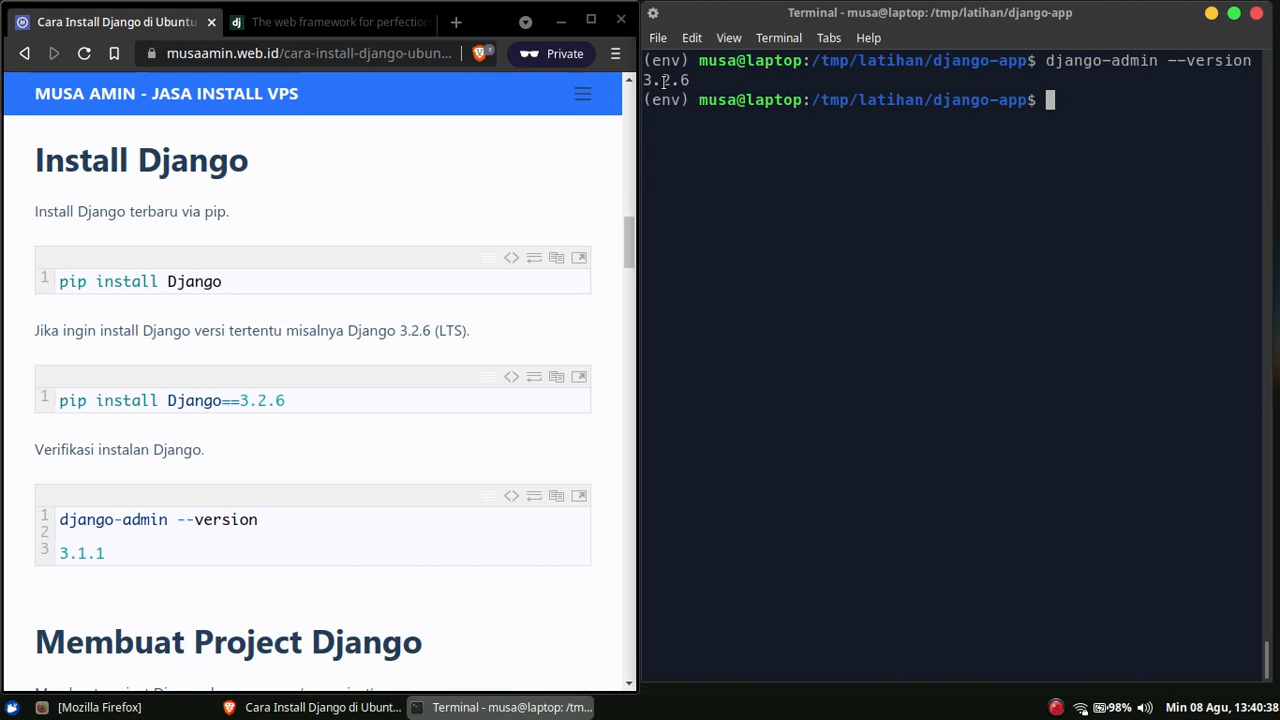 Cara Install Django di Ubuntu
The web framework for perfection
musaamin.web.id/cara-install-django-ubun...
3
Private
MUSA AMIN - JASA INSTALL VPS
Install Django
Install Django terbaru via pip.
1
pip install Django
Jika ingin install Django versi tertentu misalnya Django 3.2.6 (LTS).
1
pip install Django==3.2.6
Verifikasi instalan Django.
1
django-admin --version
2
3
3.1.1
Membuat Project Django
Terminal - musa@laptop: /tmp/latihan/django-app
File Edit View Terminal Tabs Help
(env) musa@laptop:/tmp/latihan/django-app$ django-admin --version
3.2.6
(env) musa@laptop:/tmp/latihan/django-app$
[Mozilla Firefox]
Cara Install Django di Ubunt...
Terminal - musa@laptop: /tm...
98%
Min 08 Agu, 13:40:38